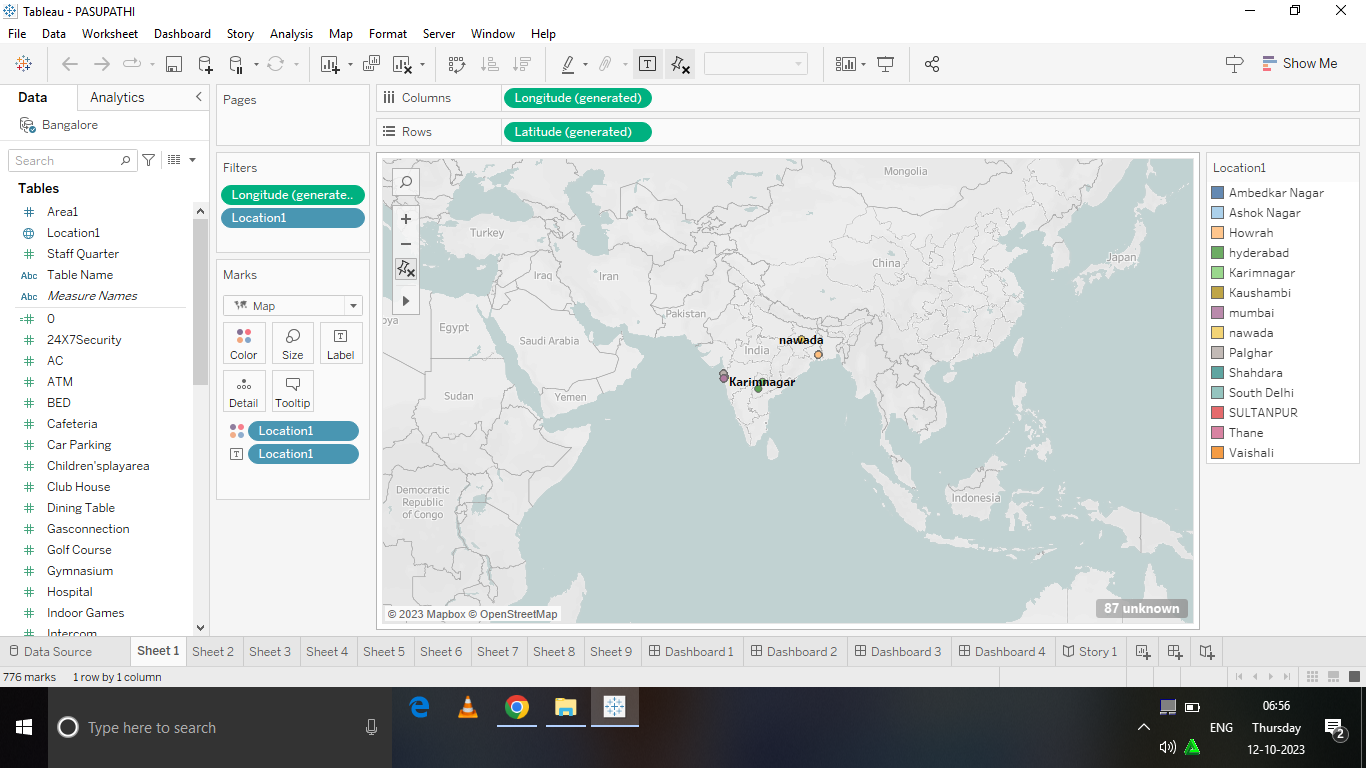 Tableau - PASUPATHI
File Data Worksheet Dashboard Story Analysis Map Format Server Window Help
Show Me
Data Analytics
Bangalore
Search
Tables
Area1
Location1
Staff Quarter
Abc Table Name
Abc Measure Names
0
24X7Security
AC
ATM
BED
Cafeteria
Car Parking
Children'splayarea
Club House
Dining Table
Gasconnection
Golf Course
Gymnasium
Hospital
Indoor Games
Intercom
Pages
Filters
Longitude (generate..
Location1
Marks
Map
Color Size Label
Detail Tooltip
Location1
Location1
Columns Longitude (generated)
Rows Latitude (generated)
Mongolia
Turkey
Japan
China
Iraq
Iran
Pakistan
ya
Egypt
nawada
Saudi Arabia
India
Karimnagar
Sudan
Yemen
Democratic
Republic
of Congo
Indonesia
87 unknown
© 2023 Mapbox © OpenStreetMap
Location1
Ambedkar Nagar
Ashok Nagar
Howrah
hyderabad
Karimnagar
Kaushambi
mumbai
nawada
Palghar
Shahdara
South Delhi
SULTANPUR
Thane
Vaishali
Data Source Sheet 1 Sheet 2 Sheet 3 Sheet 4 Sheet 5 Sheet 6 Sheet 7 Sheet 8 Sheet 9 Dashboard 1 Dashboard 2 Dashboard 3 Dashboard 4 Story 1
776 marks 1 row by 1 column
Type here to search
ENG
06:56
Thursday
12-10-2023
2